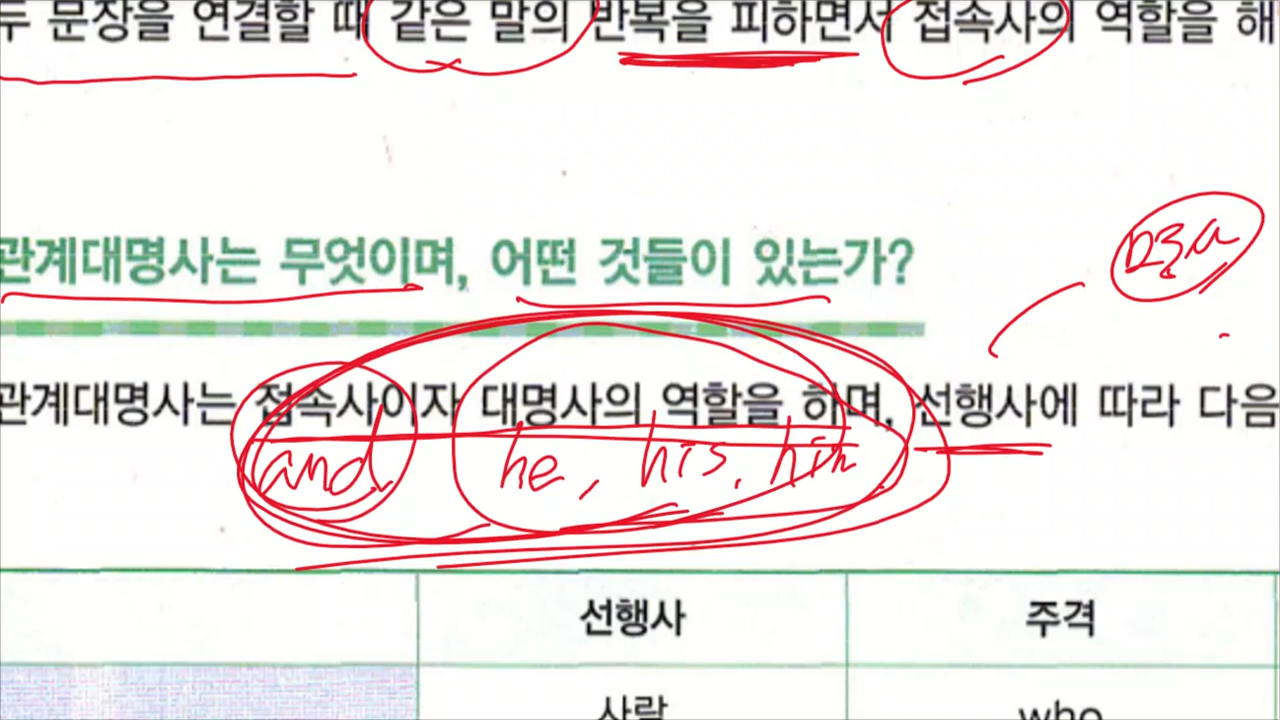 두 문장을 연결할 때 같은 말의 반복을 피하면서 접속사의 역할을 해
관계대명사는 무엇이며, 어떤 것들이 있는가?
명사
관계대명사는 접속사이자 대명사의 역할을 하며, 선행사에 따라 다음
and he, his, him
선행사 주격
사람 who